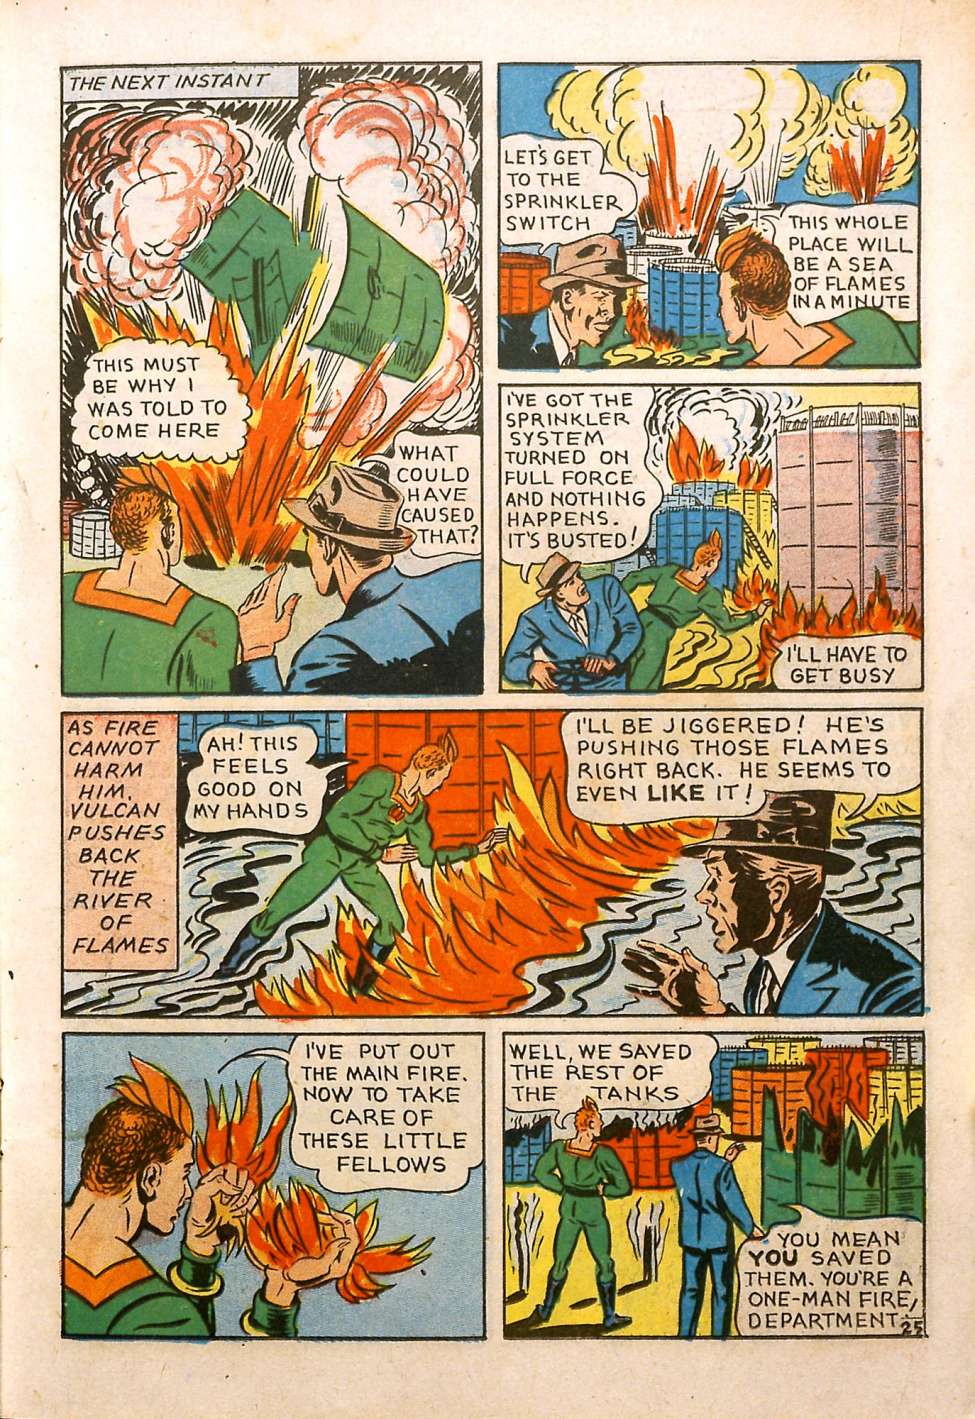 THE NEXT INSTANT
THIS MUST
BE WHY I
WAS TOLD TO
COME HERE
WHAT
COULD
HAVE
CAUSED
THAT?
LET'S GET
TO THE
SPRINKLER
SWITCH
THIS WHOLE
PLACE WILL
BE A SEA
OF FLAMES
IN A MINUTE
I'VE GOT THE
SPRINKLER
SYSTEM
TURNED ON
FULL FORCE
AND NOTHING
HAPPENS.
IT'S BUSTED!
I'LL HAVE TO
GET BUSY
AS FIRE
CANNOT
HARM
HIM,
VULCAN
PUSHES
BACK
THE
RIVER
OF
FLAMES
AH! THIS
FEELS
GOOD ON
MY HANDS
I'LL BE JIGGERED! HE'S
PUSHING THOSE FLAMES
RIGHT BACK. HE SEEMS TO
EVEN LIKE IT!
I'VE PUT OUT
THE MAIN FIRE.
NOW TO TAKE
CARE OF
THESE LITTLE
FELLOWS
WELL, WE SAVED
THE REST OF
THE TANKS
YOU MEAN
YOU SAVED
THEM. YOU'RE A
ONE-MAN FIRE
DEPARTMENT
25